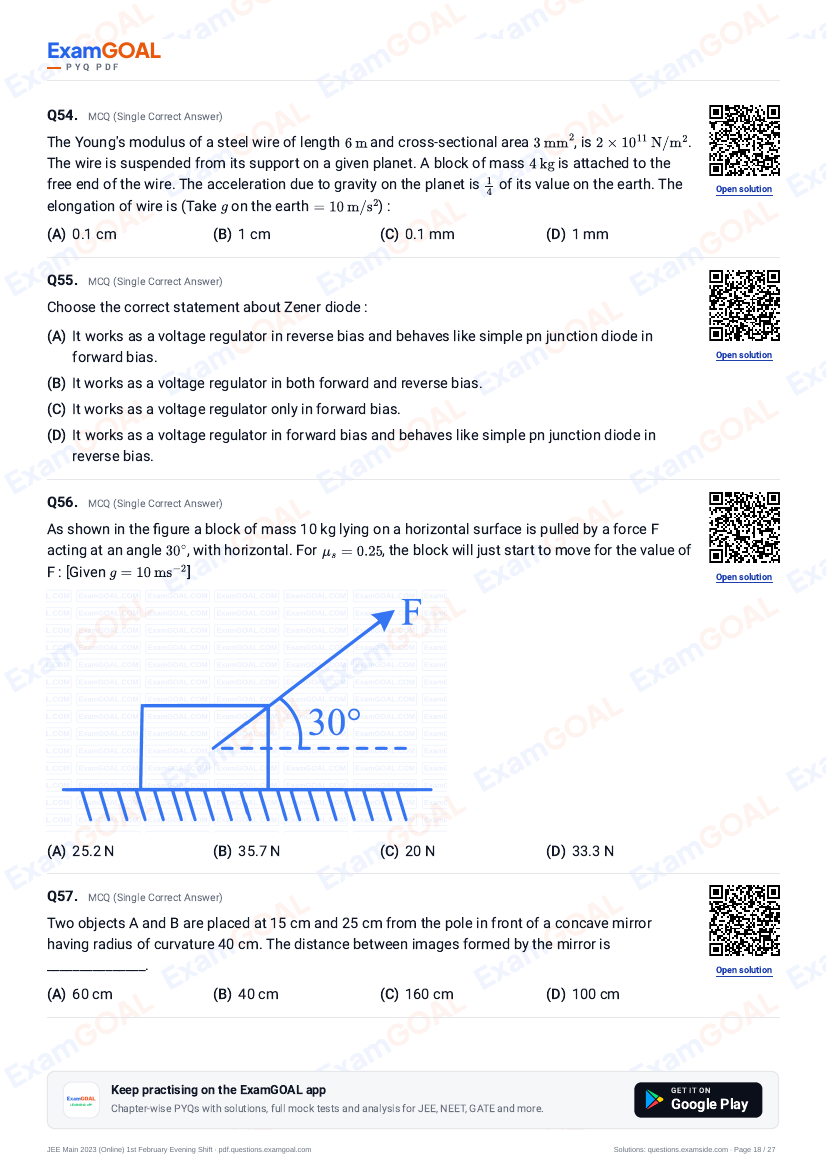 ExamGOAL
PYQ PDF
Q54. MCQ (Single Correct Answer)
The Young's modulus of a steel wire of length 6 m and cross-sectional area 3 mm², is 2 × 10¹¹ N/m².
The wire is suspended from its support on a given planet. A block of mass 4 kg is attached to the
free end of the wire. The acceleration due to gravity on the planet is 1/4 of its value on the earth. The
elongation of wire is (Take g on the earth = 10 m/s²) :
(A) 0.1 cm (B) 1 cm (C) 0.1 mm (D) 1 mm
Open solution
Q55. MCQ (Single Correct Answer)
Choose the correct statement about Zener diode :
(A) It works as a voltage regulator in reverse bias and behaves like simple pn junction diode in
forward bias.
(B) It works as a voltage regulator in both forward and reverse bias.
(C) It works as a voltage regulator only in forward bias.
(D) It works as a voltage regulator in forward bias and behaves like simple pn junction diode in
reverse bias.
Open solution
Q56. MCQ (Single Correct Answer)
As shown in the figure a block of mass 10 kg lying on a horizontal surface is pulled by a force F
acting at an angle 30°, with horizontal. For μₛ = 0.25, the block will just start to move for the value of
F : [Given g = 10 ms⁻²]
Open solution
F
30°
(A) 25.2 N (B) 35.7 N (C) 20 N (D) 33.3 N
Q57. MCQ (Single Correct Answer)
Two objects A and B are placed at 15 cm and 25 cm from the pole in front of a concave mirror
having radius of curvature 40 cm. The distance between images formed by the mirror is
_______________.
Open solution
(A) 60 cm (B) 40 cm (C) 160 cm (D) 100 cm
Keep practising on the ExamGOAL app
Chapter-wise PYQs with solutions, full mock tests and analysis for JEE, NEET, GATE and more.
GET IT ON
Google Play
JEE Main 2023 (Online) 1st February Evening Shift · pdf.questions.examgoal.com
Solutions: questions.examside.com · Page 18 / 27